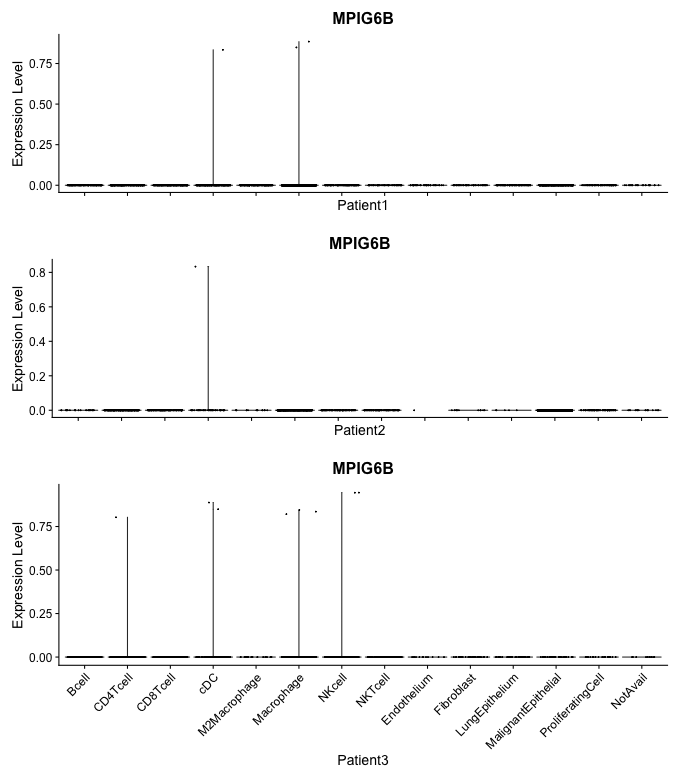 MPIG6B
Expression Level
0.75
0.50
0.25
0.00
Patient1
MPIG6B
Expression Level
0.8
0.6
0.4
0.2
0.0
Patient2
MPIG6B
Expression Level
0.75
0.50
0.25
0.00
Bcell
CD4Tcell
CD8Tcell
cDC
M2Macrophage
Macrophage
NKcell
NKTcell
Endothelium
Fibroblast
LungEpithelium
MalignantEpithelial
ProliferatingCell
NotAvail
Patient3